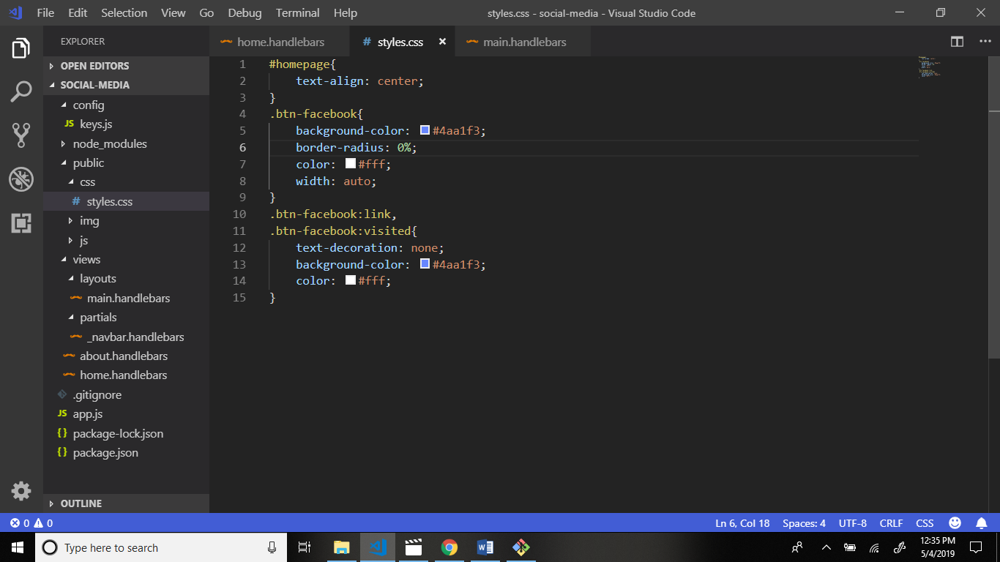 File Edit Selection View Go Debug Terminal Help
styles.css - social-media - Visual Studio Code
EXPLORER
OPEN EDITORS
SOCIAL-MEDIA
config
JS keys.js
node_modules
public
css
# styles.css
img
js
views
layouts
main.handlebars
partials
_navbar.handlebars
about.handlebars
home.handlebars
.gitignore
JS app.js
{} package-lock.json
{} package.json
OUTLINE
home.handlebars # styles.css × main.handlebars
1 #homepage{
2 text-align: center;
3 }
4 .btn-facebook{
5 background-color: #4aa1f3;
6 border-radius: 0%;
7 color: #fff;
8 width: auto;
9 }
10 .btn-facebook:link,
11 .btn-facebook:visited{
12 text-decoration: none;
13 background-color: #4aa1f3;
14 color: #fff;
15 }
0 0 Ln 6, Col 18 Spaces: 4 UTF-8 CRLF CSS
Type here to search
12:35 PM
5/4/2019